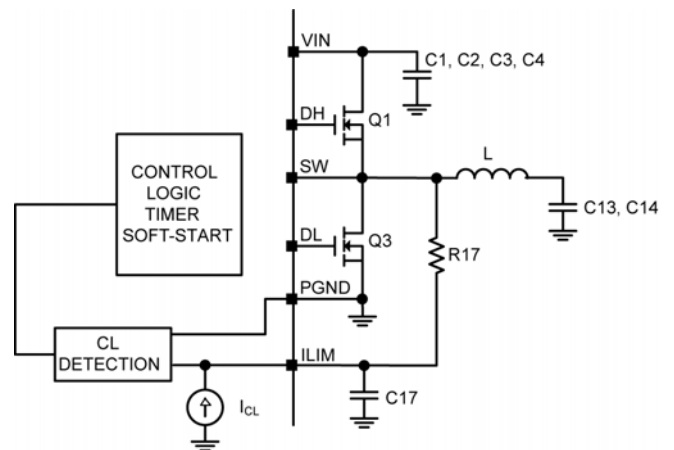 VIN
C1, C2, C3, C4
DH
Q1
CONTROL
LOGIC
TIMER
SOFT-START
SW
L
C13, C14
DL
Q3
R17
PGND
CL
DETECTION
ILIM
C17
ICL